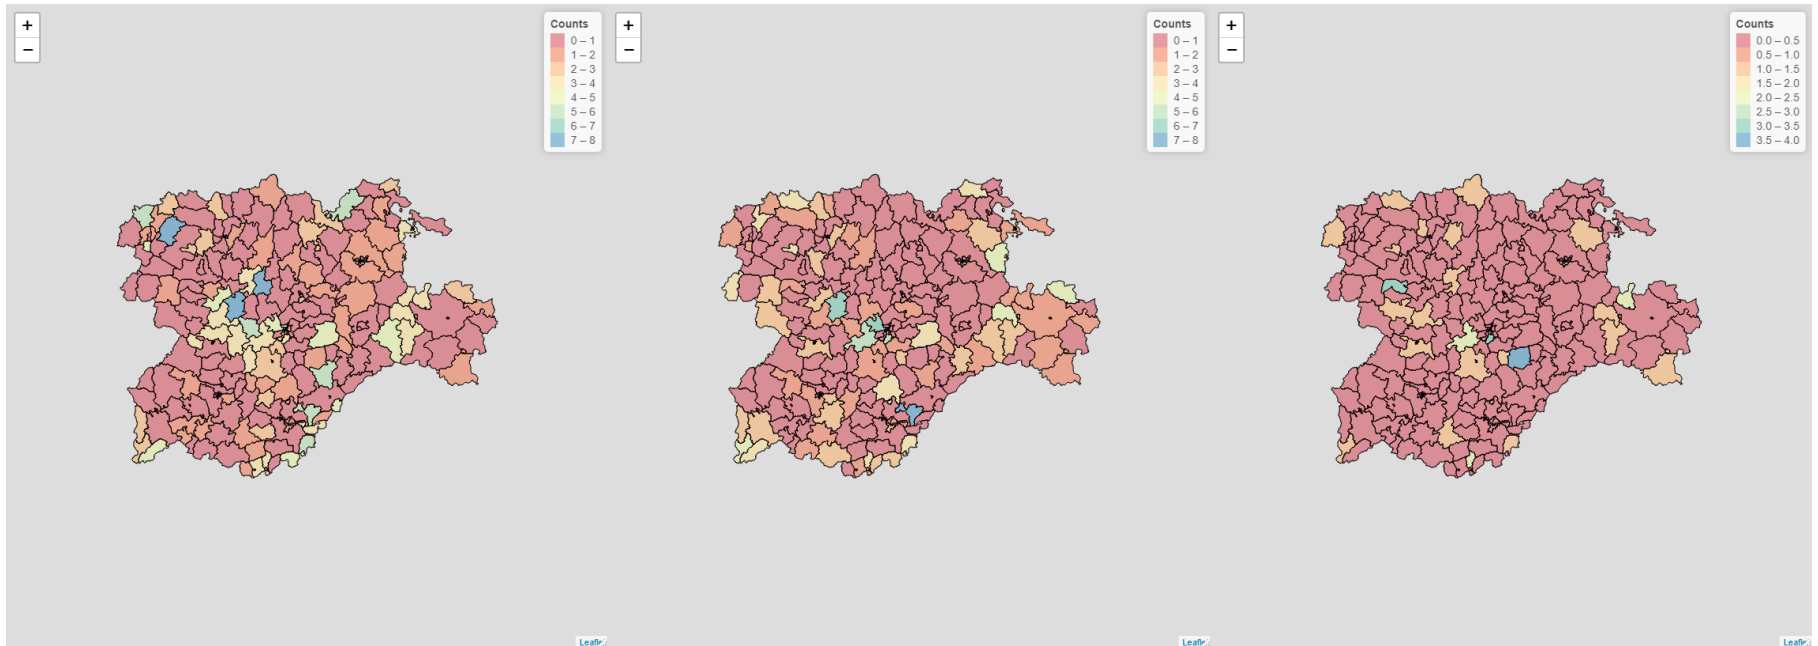 +
−
Counts
0 – 1
1 – 2
2 – 3
3 – 4
4 – 5
5 – 6
6 – 7
7 – 8
Leafle
+
−
Counts
0 – 1
1 – 2
2 – 3
3 – 4
4 – 5
5 – 6
6 – 7
7 – 8
Leafle
+
−
Counts
0.0 – 0.5
0.5 – 1.0
1.0 – 1.5
1.5 – 2.0
2.0 – 2.5
2.5 – 3.0
3.0 – 3.5
3.5 – 4.0
Leafle